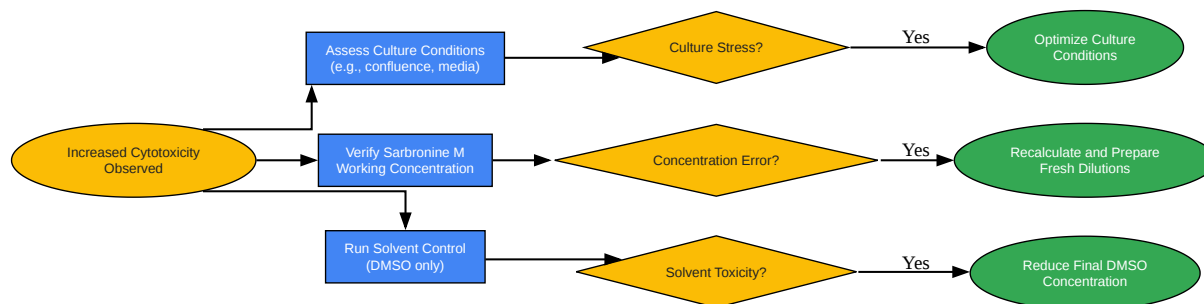 Assess Culture Conditions
(e.g., confluence, media)
Culture Stress?
Yes
Optimize Culture
Conditions
Increased Cytotoxicity
Observed
Verify Sarbronine M
Working Concentration
Concentration Error?
Yes
Recalculate and Prepare
Fresh Dilutions
Run Solvent Control
(DMSO only)
Solvent Toxicity?
Yes
Reduce Final DMSO
Concentration